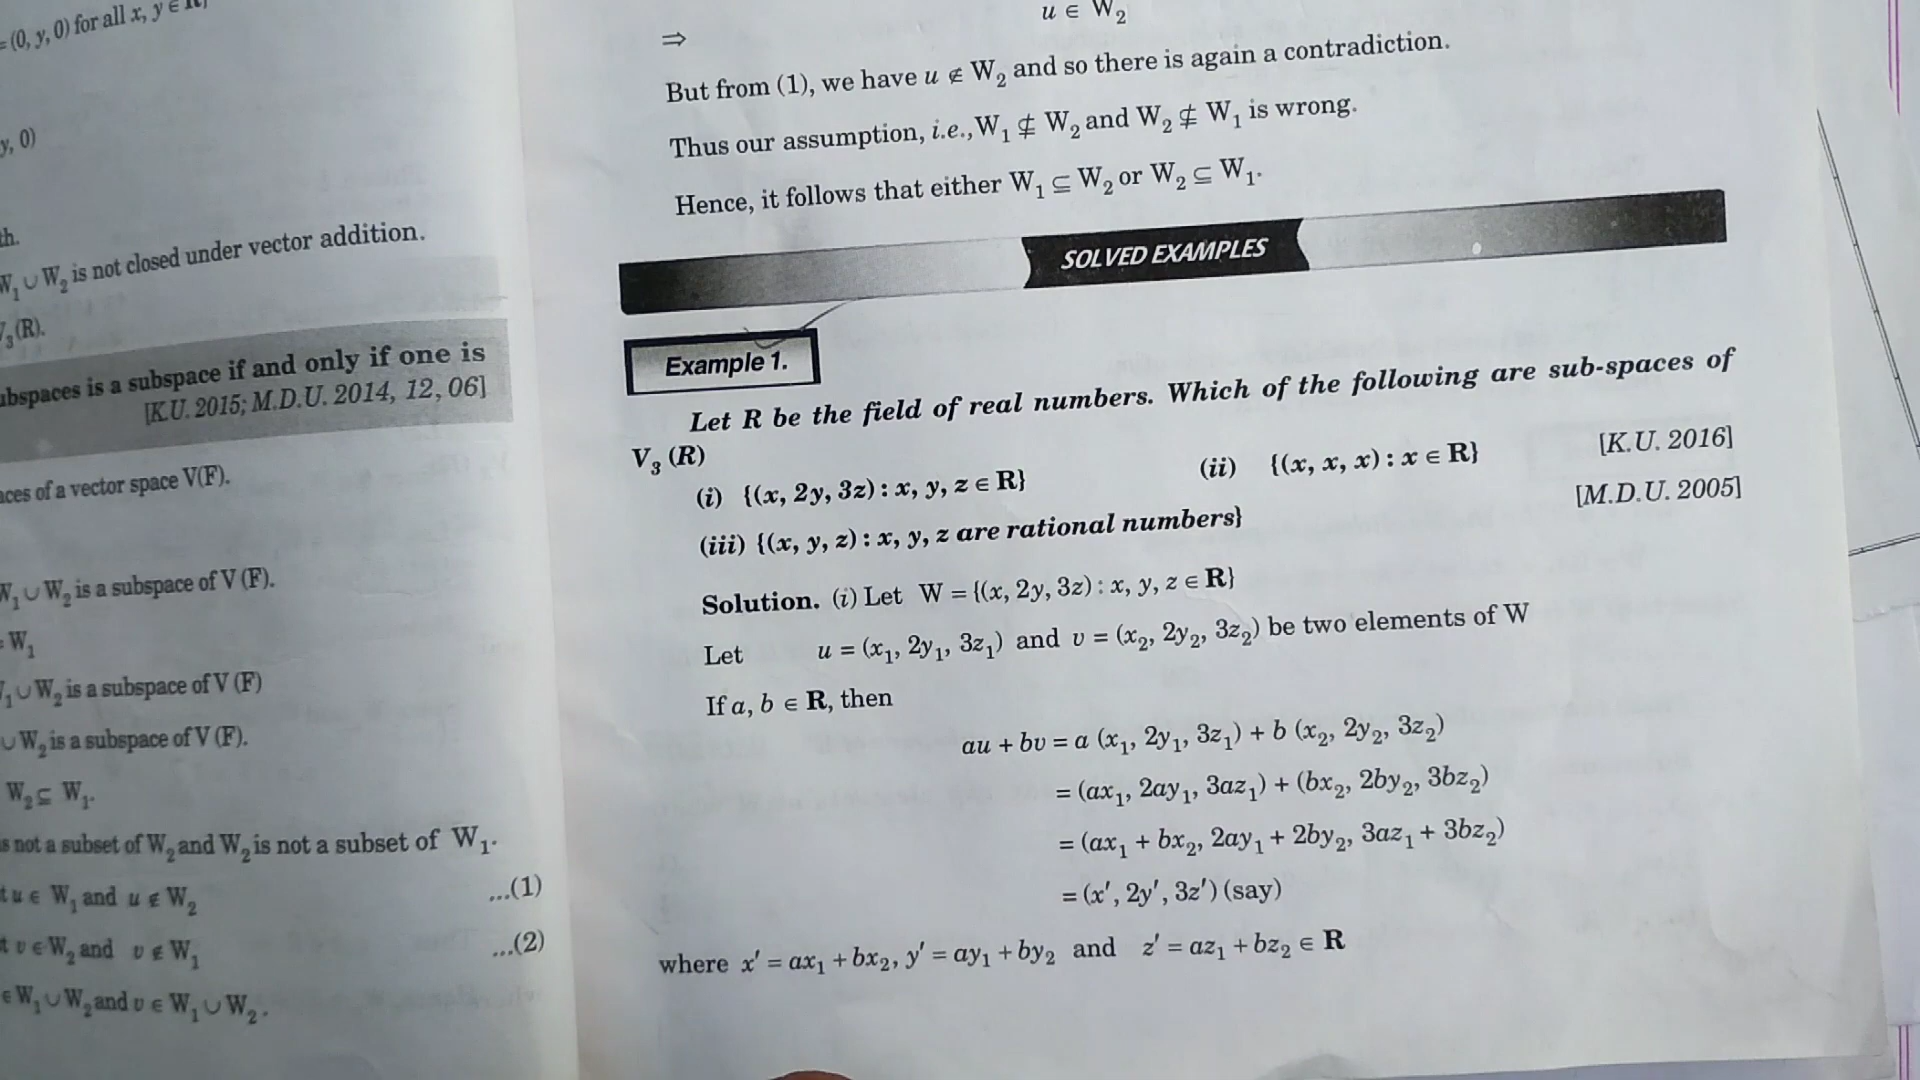 = (0, y, 0) for all x, y ∈ R}
y, 0)
th.
W₁ ∪ W₂ is not closed under vector addition.
V₃ (R).
ubspaces is a subspace if and only if one is
[K.U. 2015; M.D.U. 2014, 12, 06]
aces of a vector space V(F).
W₁ ∪ W₂ is a subspace of V (F).
= W₁
W₁ ∪ W₂ is a subspace of V (F)
∪ W₂ is a subspace of V (F).
W₂ ⊆ W₁.
s not a subset of W₂ and W₂ is not a subset of W₁.
t u ∈ W₁ and u ∉ W₂ ...(1)
t v ∈ W₂ and v ∉ W₁ ...(2)
∈ W₁ ∪ W₂ and v ∈ W₁ ∪ W₂.
u ∈ W₂
⇒
But from (1), we have u ∉ W₂ and so there is again a contradiction.
Thus our assumption, i.e., W₁ ⊈ W₂ and W₂ ⊈ W₁ is wrong.
Hence, it follows that either W₁ ⊆ W₂ or W₂ ⊆ W₁.
SOLVED EXAMPLES
Example 1.
Let R be the field of real numbers. Which of the following are sub-spaces of
V₃ (R)
(i) {(x, 2y, 3z) : x, y, z ∈ R} (ii) {(x, x, x) : x ∈ R} [K.U. 2016]
(iii) {(x, y, z) : x, y, z are rational numbers} [M.D.U. 2005]
Solution. (i) Let W = {(x, 2y, 3z) : x, y, z ∈ R}
Let u = (x₁, 2y₁, 3z₁) and v = (x₂, 2y₂, 3z₂) be two elements of W
If a, b ∈ R, then
au + bv = a (x₁, 2y₁, 3z₁) + b (x₂, 2y₂, 3z₂)
= (ax₁, 2ay₁, 3az₁) + (bx₂, 2by₂, 3bz₂)
= (ax₁ + bx₂, 2ay₁ + 2by₂, 3az₁ + 3bz₂)
= (x′, 2y′, 3z′) (say)
where x′ = ax₁ + bx₂, y′ = ay₁ + by₂ and z′ = az₁ + bz₂ ∈ R